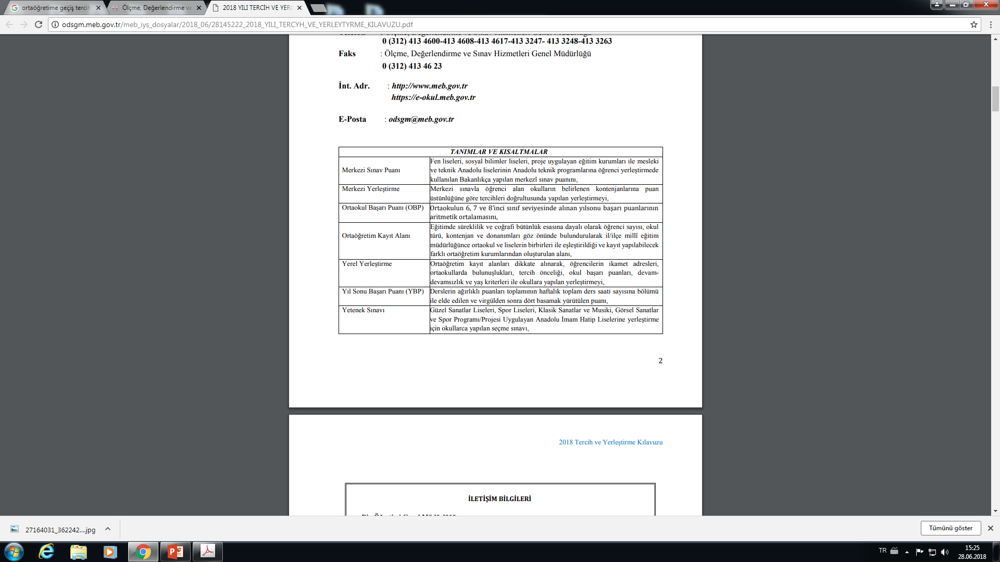 ortaöğretime geçiş tercih
Ölçme, Değerlendirme ve
2018 YILI TERCİH VE YERL
odsgm.meb.gov.tr/meb_iys_dosyalar/2018_06/28145222_2018_YILI_TERCYH_VE_YERLEYTYRME_KILAVUZU.pdf
Telefon : Ölçme, Değerlendirme ve Sınav Hizmetleri Genel Müdürlüğü
0 (312) 413 4600-413 4608-413 4617-413 3247- 413 3248-413 3263
Faks : Ölçme, Değerlendirme ve Sınav Hizmetleri Genel Müdürlüğü
0 (312) 413 46 23
İnt. Adr. : http://www.meb.gov.tr
https://e-okul.meb.gov.tr
E-Posta : odsgm@meb.gov.tr
TANIMLAR VE KISALTMALAR
Merkezi Sınav Puanı
Fen liseleri, sosyal bilimler liseleri, proje uygulayan eğitim kurumları ile mesleki
ve teknik Anadolu liselerinin Anadolu teknik programlarına öğrenci yerleştirmede
kullanılan Bakanlıkça yapılan merkezî sınav puanını,
Merkezi Yerleştirme
Merkezi sınavla öğrenci alan okulların belirlenen kontenjanlarına puan
üstünlüğüne göre tercihleri doğrultusunda yapılan yerleştirmeyi,
Ortaokul Başarı Puanı (OBP)
Ortaokulun 6, 7 ve 8’inci sınıf seviyesinde alınan yılsonu başarı puanlarının
aritmetik ortalamasını,
Ortaöğretim Kayıt Alanı
Eğitimde süreklilik ve coğrafi bütünlük esasına dayalı olarak öğrenci sayısı, okul
türü, kontenjan ve donanımları göz önünde bulundurularak il/ilçe millî eğitim
müdürlüğünce ortaokul ve liselerin birbirleri ile eşleştirildiği ve kayıt yapılabilecek
farklı ortaöğretim kurumlarından oluşturulan alanı,
Yerel Yerleştirme
Ortaöğretim kayıt alanları dikkate alınarak, öğrencilerin ikamet adresleri,
ortaokullarda bulunuşlukları, tercih önceliği, okul başarı puanları, devam-
devamsızlık ve yaş kriterleri ile okullara yapılan yerleştirmeyi,
Yıl Sonu Başarı Puanı (YBP)
Derslerin ağırlıklı puanları toplamının haftalık toplam ders saati sayısına bölümü
ile elde edilen ve virgülden sonra dört basamak yürütülen puanı,
Yetenek Sınavı
Güzel Sanatlar Liseleri, Spor Liseleri, Klasik Sanatlar ve Musiki, Görsel Sanatlar
ve Spor Programı/Projesi Uygulayan Anadolu İmam Hatip Liselerine yerleştirme
için okullarca yapılan seçme sınavı,
2
2018 Tercih ve Yerleştirme Kılavuzu
İLETİŞİM BİLGİLERİ
Din Öğretimi Genel Müdürlüğü
27164031_362242....jpg
Tümünü göster
TR
15:25
28.06.2018